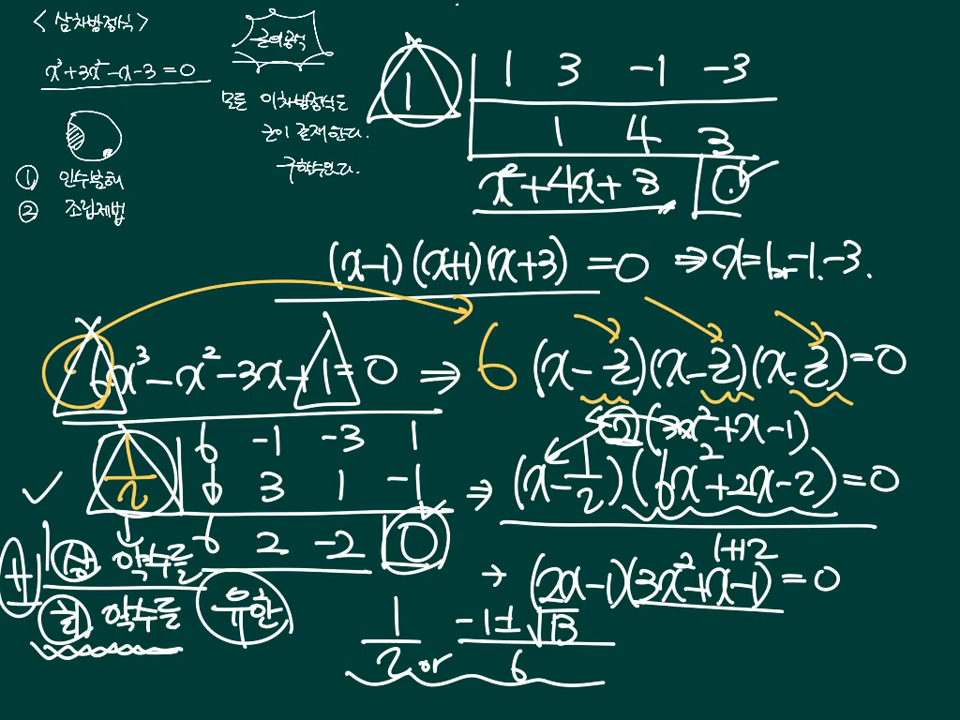 < 삼차방정식 >
x³+3x²-x-3=0
① 인수분해
② 조립제법
근의공식
모든 이차방정식은
근이 존재한다.
구할수있다.
1 | 1 3 -1 -3
1 4 3
x²+4x+3 0
(x-1)(x+1)(x+3) =0 ⇒ x=1, -1, -3.
6x³-x²-3x+1=0 ⇒ 6(x- )(x- )(x- )=0
1/2 | 6 -1 -3 1
3 1 -1
6 2 -2 0
2(3x²+x-1)
⇒ (x-1/2)(6x²+2x-2)=0
1+12
→ (2x-1)(3x²+x-1)=0
1/2 or (-1±√13)/6
± 상 약수를
최 약수를
유한